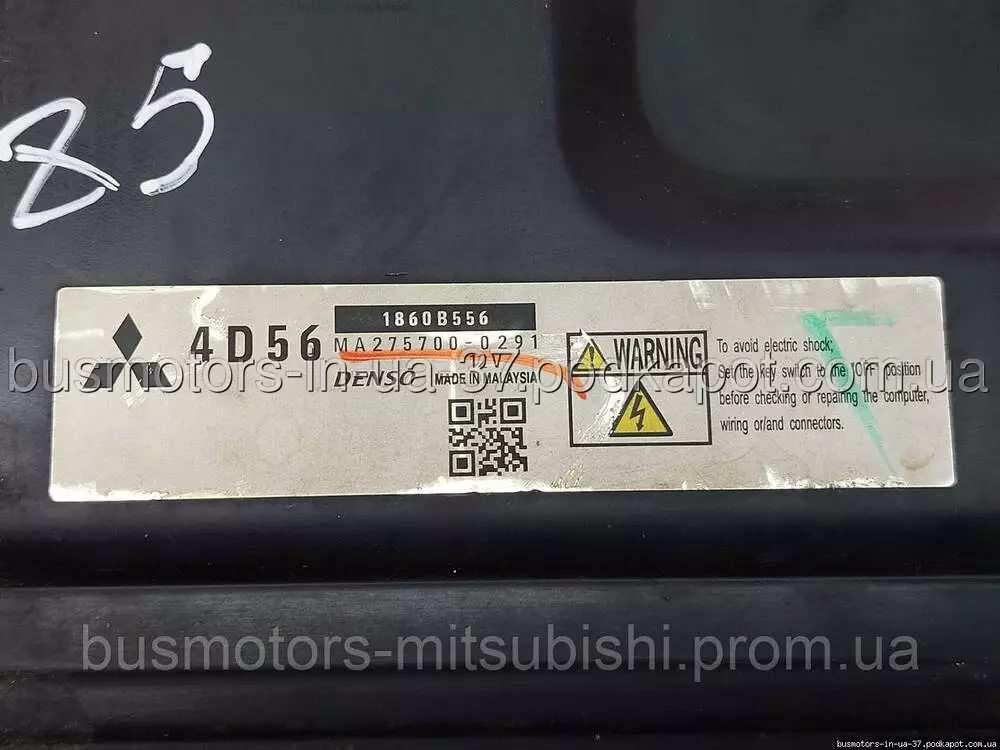 85
1860B556
4D56
MA275700-0291
12V
DENSO MADE IN MALAYSIA
WARNING
To avoid electric shock;
Set the key switch to the "OFF" position
before checking or repairing the computer,
wiring or/and connectors.
busmotors-in-ua-37.podkapot.com.ua
busmotors-mitsubishi.prom.ua
busmotors-in-ua-37.podkapot.com.ua